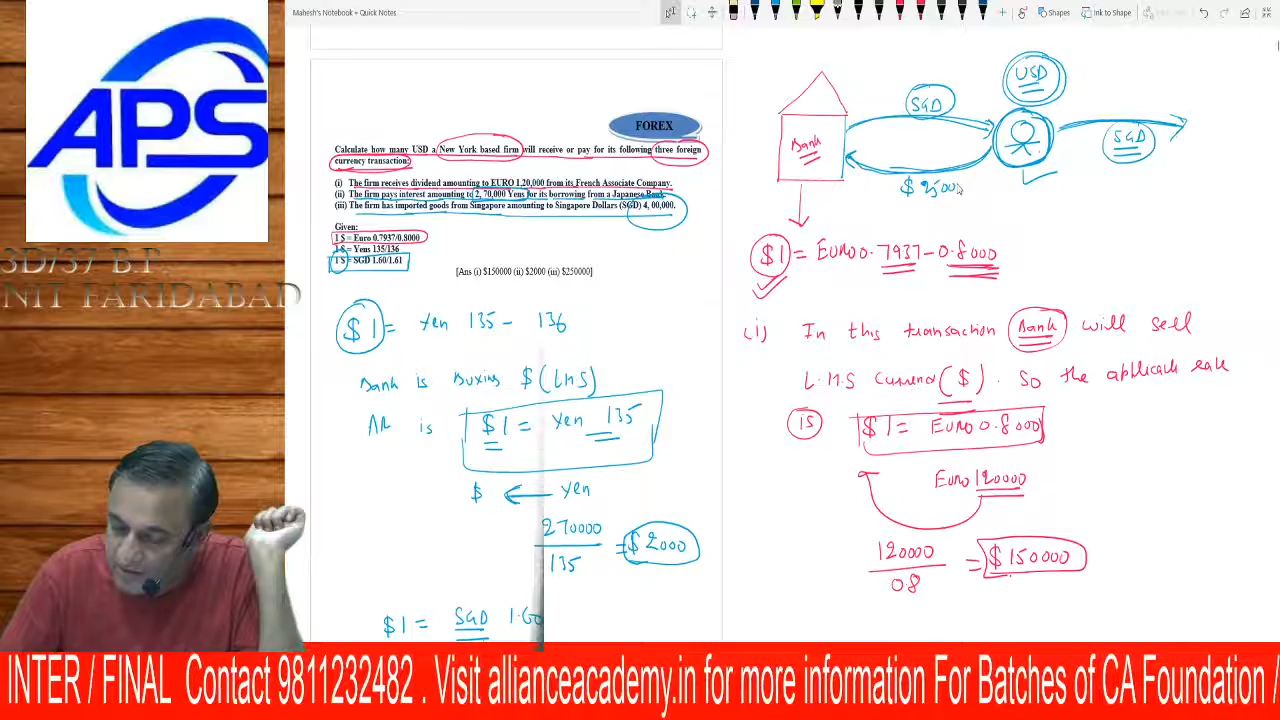 Mahesh's Notebook • Quick Notes
Shapes
Ink to Shape
APS
3D/37 B.P.
NIT FARIDABAD
FOREX
Calculate how many USD a New York based firm will receive or pay for its following three foreign
currency transaction:
(i) The firm receives dividend amounting to EURO 1,20,000 from its French Associate Company.
(ii) The firm pays interest amounting to 2, 70,000 Yens for its borrowing from a Japanese Bank
(iii) The firm has imported goods from Singapore amounting to Singapore Dollars (SGD) 4, 00,000.
Given:
1 $ = Euro 0.7937/0.8000
1 $ = Yens 135/136
1 $ = SGD 1.60/1.61
[Ans (i) $150000 (ii) $2000 (iii) $250000]
$1 = Yen 135 - 136
Bank is Buxing $ (LHS)
AR is $1 = Yen 135
$ ← Yen
270000
135
= $2000
$1 = SGD 1.60
Bank
SGD
USD
SGD
$ 25000
$1 = EURO 0.7937 - 0.8000
(i) In this transaction Bank will sell
L.H.S currency ($). So the applicable rate
is $1 = EURO 0.8000
Euro 120000
120000
08
= $150000
INTER / FINAL Contact 9811232482 . Visit allianceacademy.in for more information For Batches of CA Foundation /